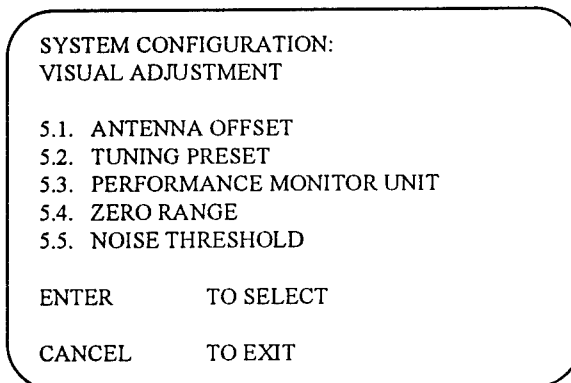 SYSTEM CONFIGURATION:
VISUAL ADJUSTMENT
5.1. ANTENNA OFFSET
5.2. TUNING PRESET
5.3. PERFORMANCE MONITOR UNIT
5.4. ZERO RANGE
5.5. NOISE THRESHOLD
ENTER TO SELECT
CANCEL TO EXIT